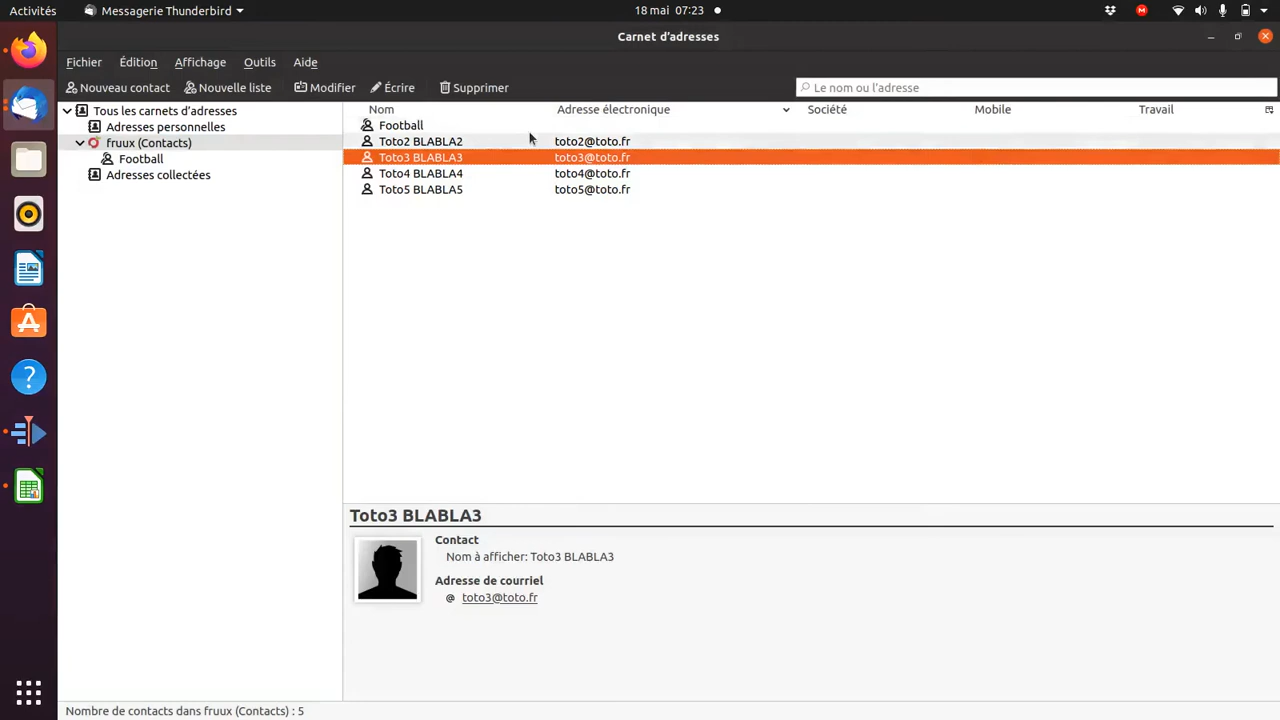 Activités Messagerie Thunderbird 18 mai 07:23
Carnet d'adresses
Fichier Édition Affichage Outils Aide
Nouveau contact Nouvelle liste Modifier Écrire Supprimer Le nom ou l'adresse
Tous les carnets d'adresses
Adresses personnelles
fruux (Contacts)
Football
Adresses collectées
Nom Adresse électronique Société Mobile Travail
Football
Toto2 BLABLA2 toto2@toto.fr
Toto3 BLABLA3 toto3@toto.fr
Toto4 BLABLA4 toto4@toto.fr
Toto5 BLABLA5 toto5@toto.fr
Toto3 BLABLA3
Contact
Nom à afficher: Toto3 BLABLA3
Adresse de courriel
@ toto3@toto.fr
Nombre de contacts dans fruux (Contacts) : 5